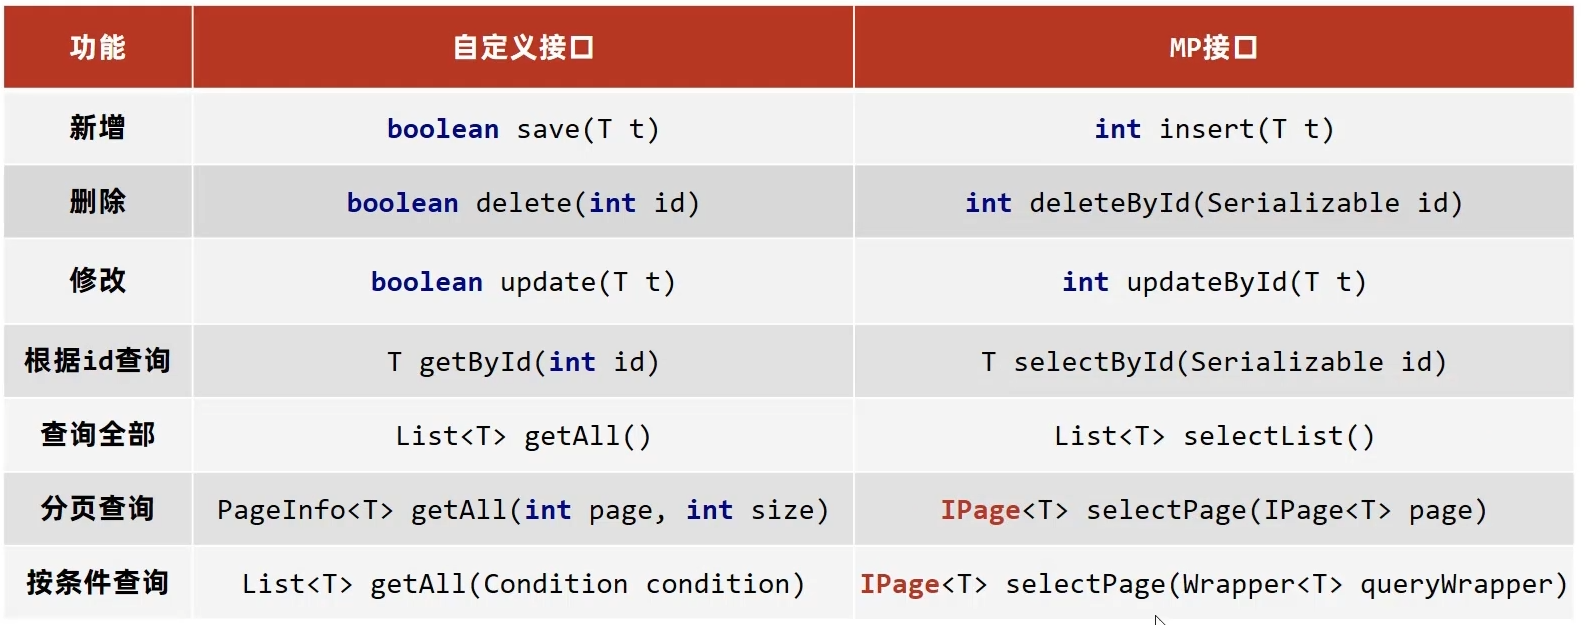 功能 自定义接口 MP接口
新增 boolean save(T t) int insert(T t)
删除 boolean delete(int id) int deleteById(Serializable id)
修改 boolean update(T t) int updateById(T t)
根据id查询 T getById(int id) T selectById(Serializable id)
查询全部 List<T> getAll() List<T> selectList()
分页查询 PageInfo<T> getAll(int page, int size) IPage<T> selectPage(IPage<T> page)
按条件查询 List<T> getAll(Condition condition) IPage<T> selectPage(Wrapper<T> queryWrapper)